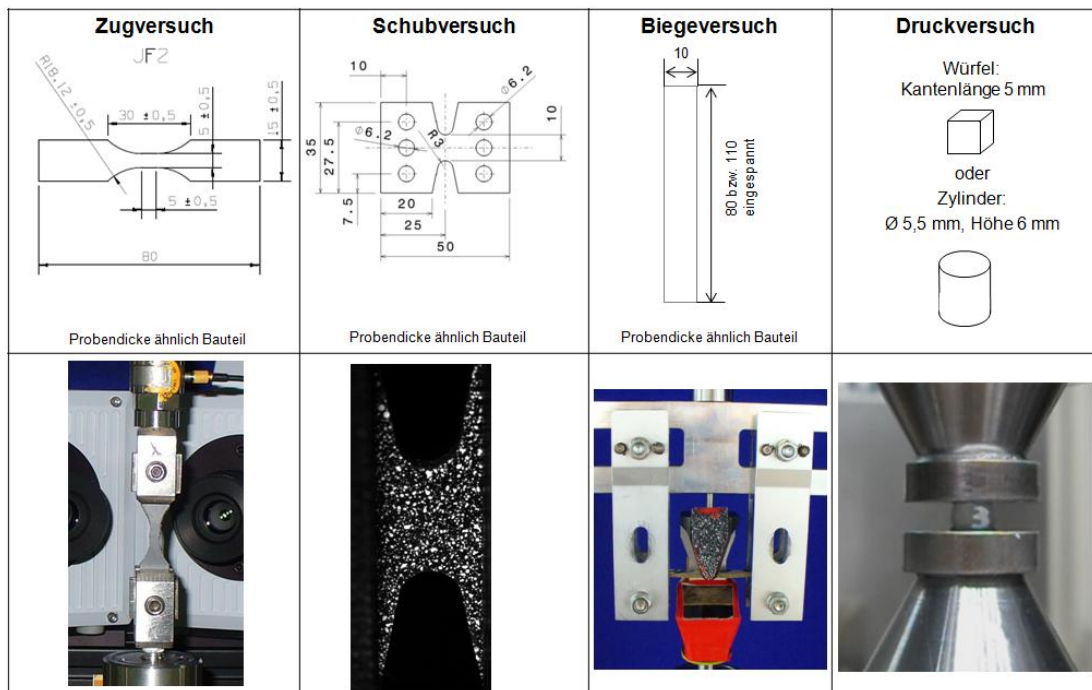 Zugversuch
JF2
R18.12 ±0,5
30 ±0,5
5 ±0,5
15 ±0,5
5 ±0,5
80
Probendicke ähnlich Bauteil
Schubversuch
10
ø6.2
10
ø6.2
R3
35
27.5
7.5
20
25
50
Probendicke ähnlich Bauteil
Biegeversuch
10
80 bzw. 110
eingespannt
Probendicke ähnlich Bauteil
Druckversuch
Würfel:
Kantenlänge 5 mm
oder
Zylinder:
Ø 5,5 mm, Höhe 6 mm
3